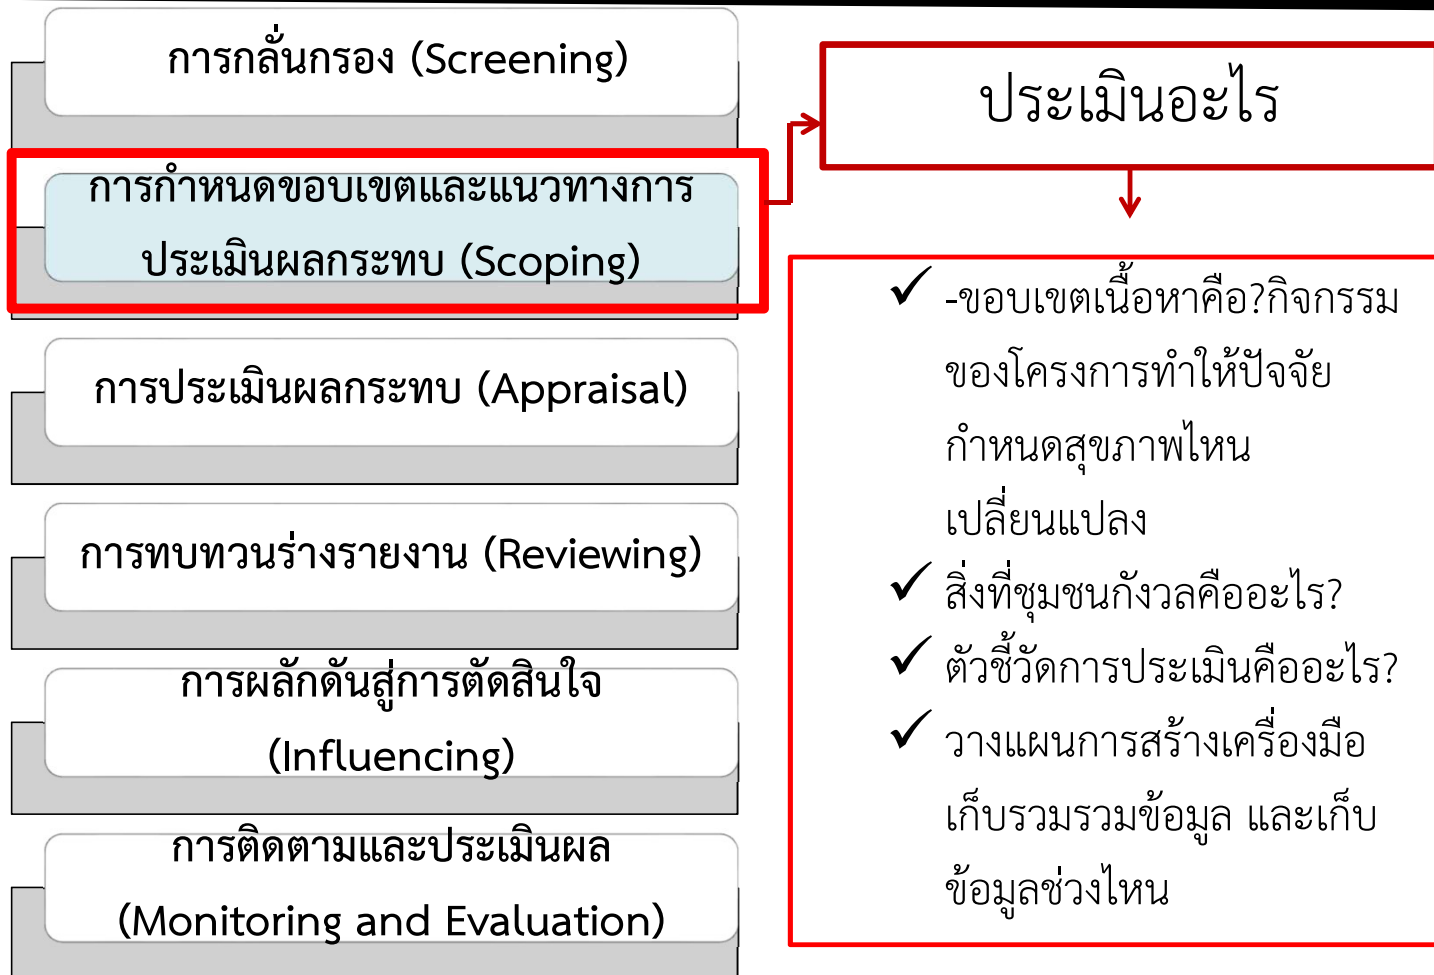 การกลั่นกรอง (Screening)
การกำหนดขอบเขตและแนวทางการ
ประเมินผลกระทบ (Scoping)
การประเมินผลกระทบ (Appraisal)
การทบทวนร่างรายงาน (Reviewing)
การผลักดันสู่การตัดสินใจ
(Influencing)
การติดตามและประเมินผล
(Monitoring and Evaluation)
ประเมินอะไร
✓ -ขอบเขตเนื้อหาคือ?กิจกรรม
ของโครงการทำให้ปัจจัย
กำหนดสุขภาพไหน
เปลี่ยนแปลง
✓ สิ่งที่ชุมชนกังวลคืออะไร?
✓ ตัวชี้วัดการประเมินคืออะไร?
✓ วางแผนการสร้างเครื่องมือ
เก็บรวมรวมข้อมูล และเก็บ
ข้อมูลช่วงไหน